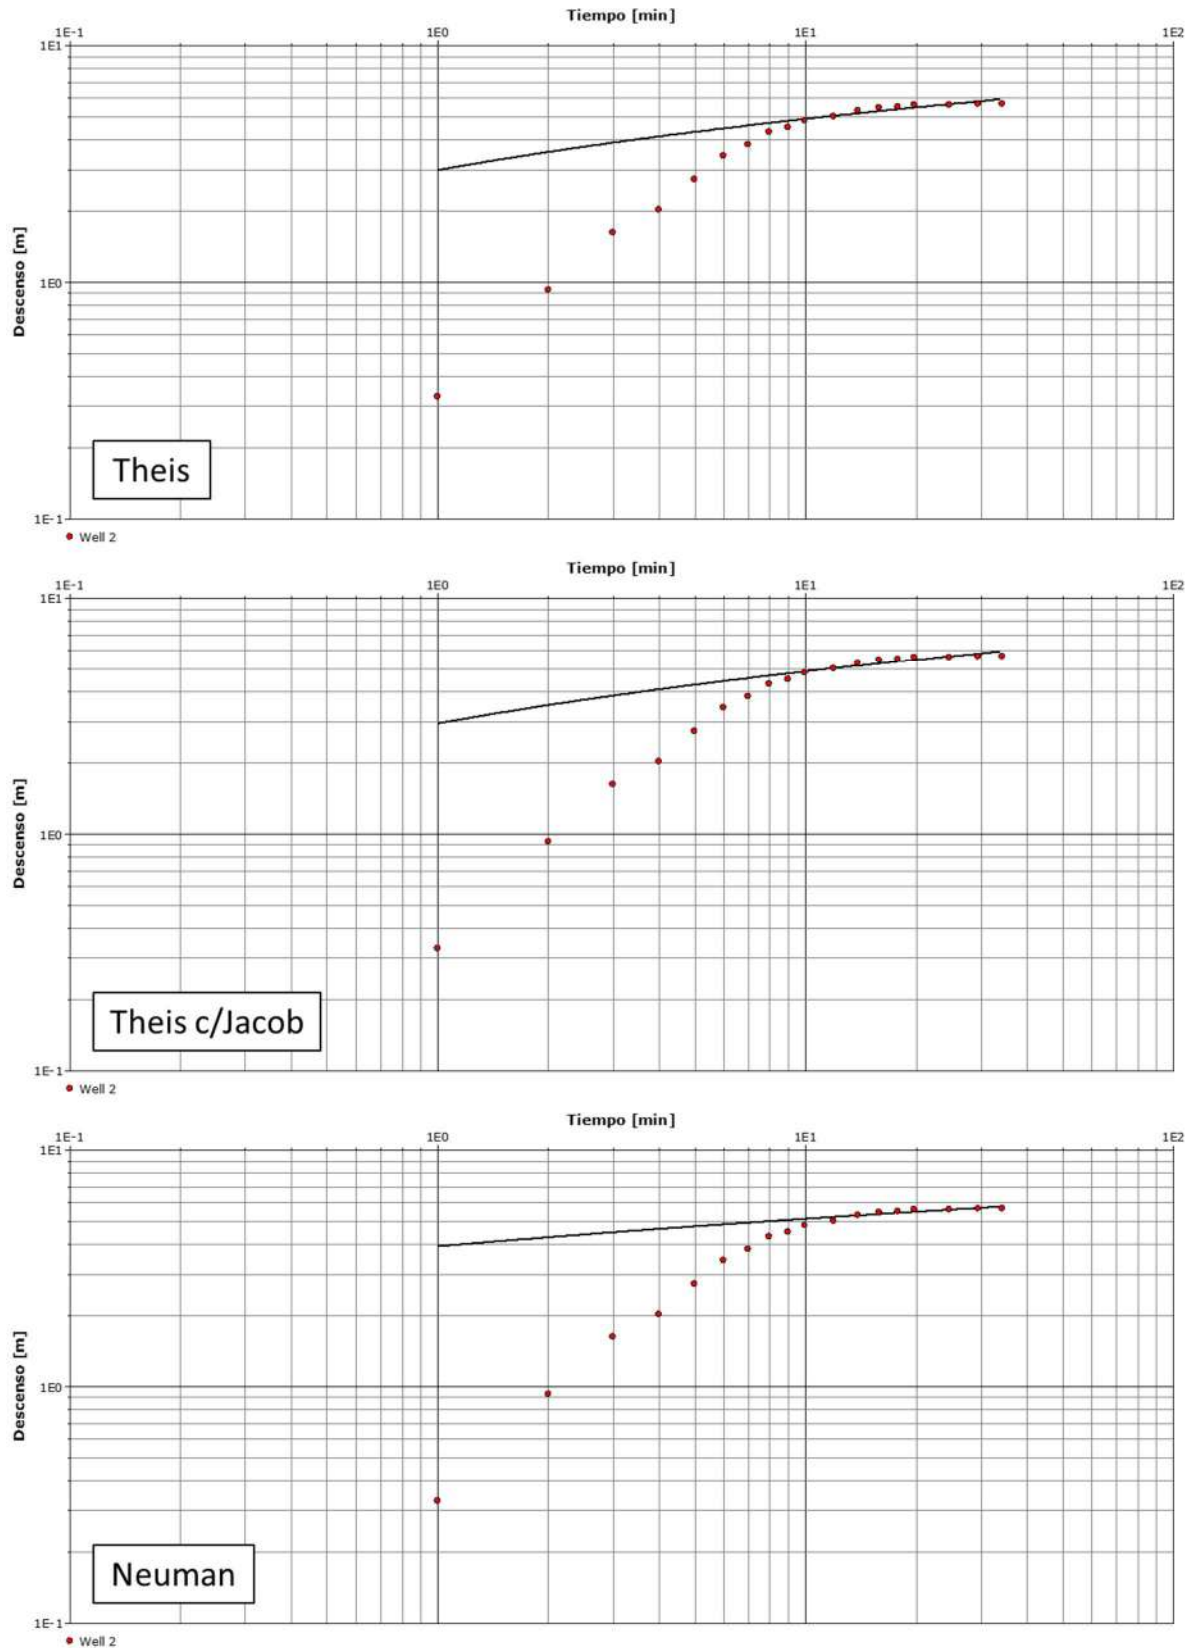 Tiempo [min]
1E-1 1E0 1E1 1E2
1E1
Descenso [m]
1E0
Theis
1E-1
Well 2
Tiempo [min]
1E-1 1E0 1E1 1E2
1E1
Descenso [m]
1E0
Theis c/Jacob
1E-1
Well 2
Tiempo [min]
1E-1 1E0 1E1 1E2
1E1
Descenso [m]
1E0
Neuman
1E-1
Well 2